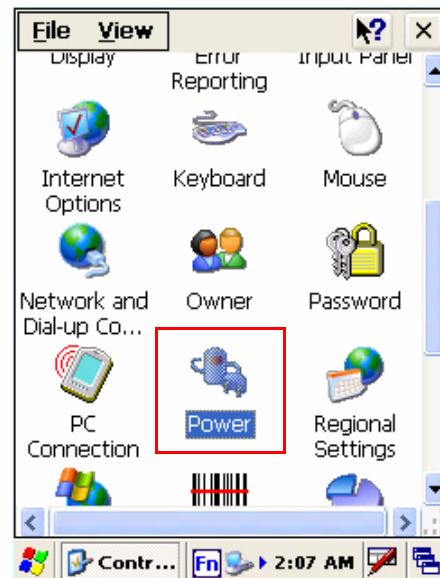 File View ?
Display Error Input Panel
Reporting
Internet Keyboard Mouse
Options
Network and Owner Password
Dial-up Co...
PC Power Regional
Connection Settings
Contr... Fn 2:07 AM